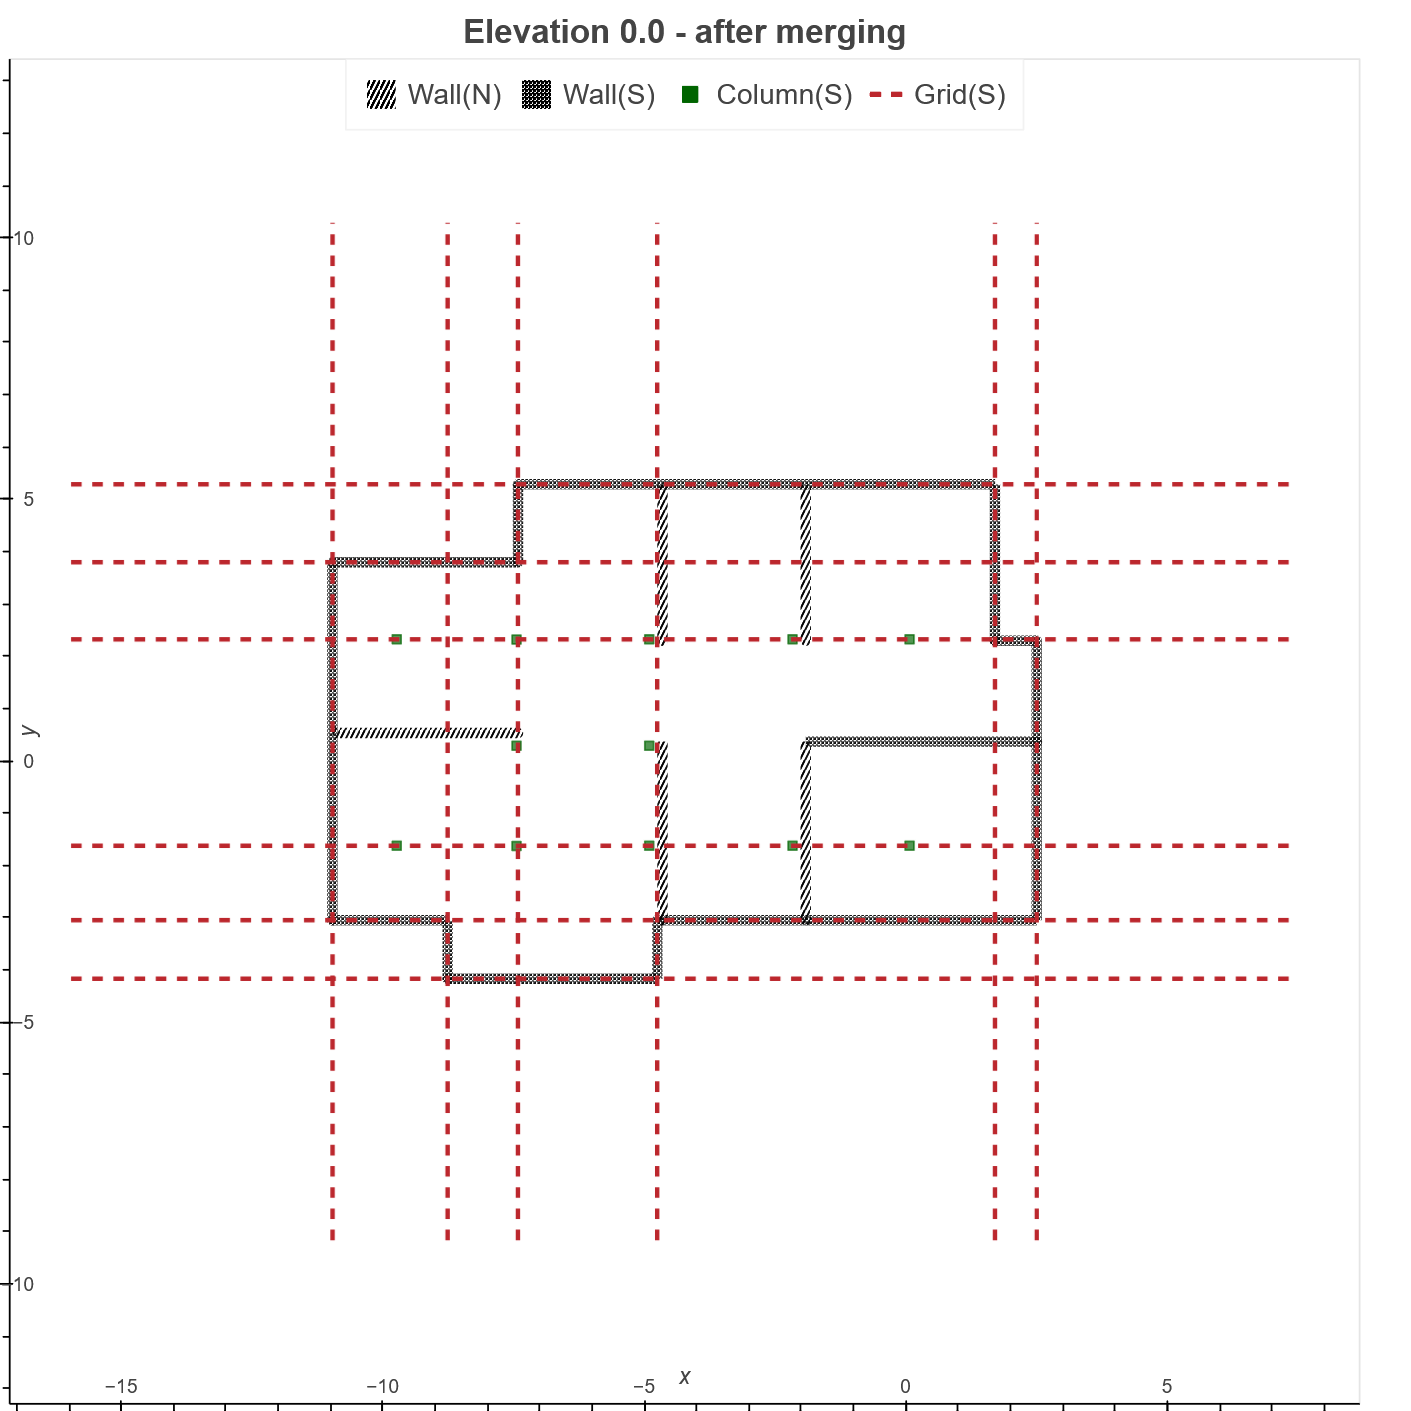 Elevation 0.0 - after merging
Wall(N) Wall(S) Column(S) Grid(S)
10
5
y
0
−5
−10
x
−15 −10 −5 0 5